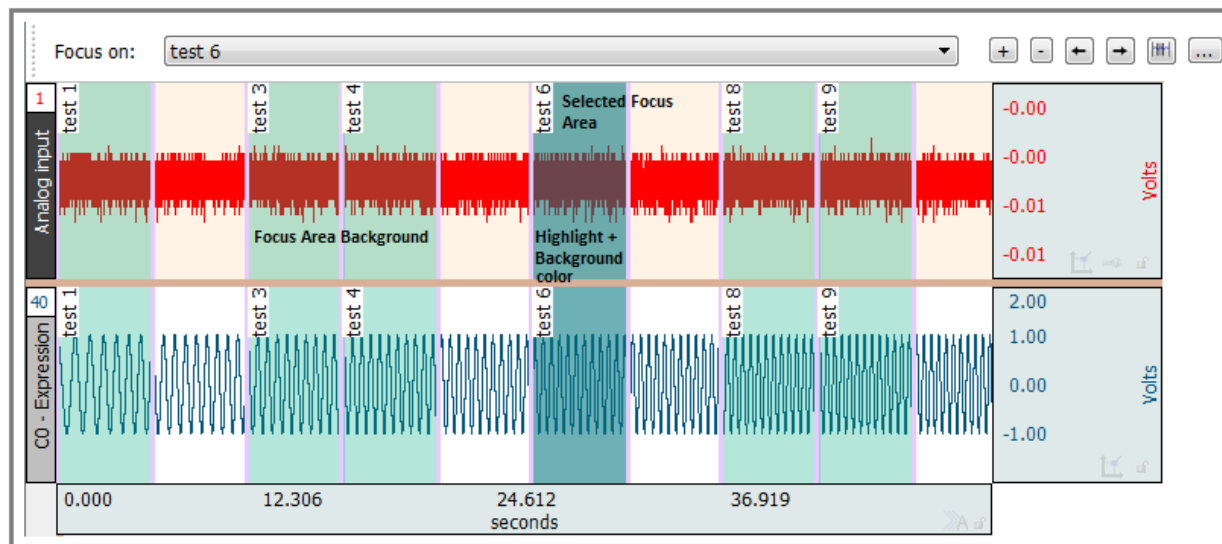 Focus on:
test 6
+
-
...
1
Analog input
test 1
test 3
test 4
test 6
test 8
test 9
Selected Focus
Area
Focus Area Background
Highlight +
Background
color
-0.00
-0.00
-0.01
-0.01
Volts
40
C0 - Expression
test 1
test 3
test 4
test 6
test 8
test 9
2.00
1.00
0.00
-1.00
Volts
0.000
12.306
24.612
36.919
seconds
A